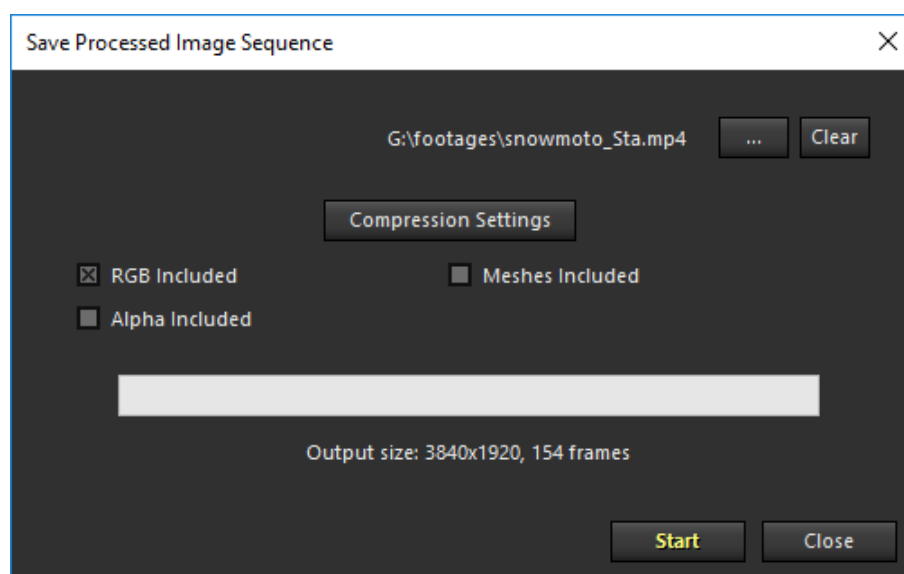 Save Processed Image Sequence
G:\footages\snowmoto_Sta.mp4 ... Clear
Compression Settings
RGB Included Meshes Included
Alpha Included
Output size: 3840x1920, 154 frames
Start Close